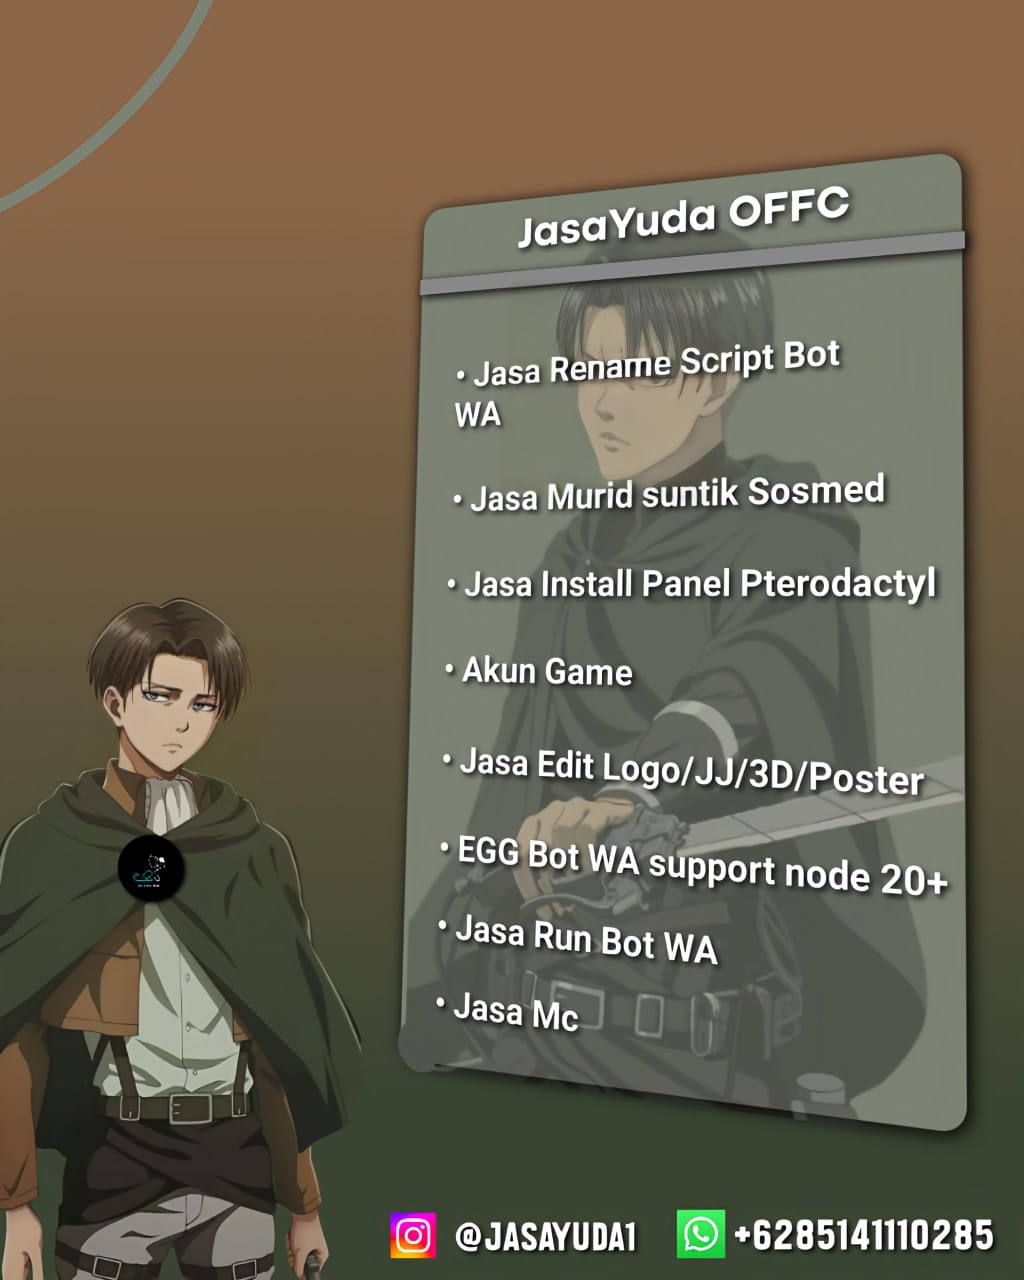 JasaYuda OFFC
• Jasa Rename Script Bot
WA
• Jasa Murid suntik Sosmed
• Jasa Install Panel Pterodactyl
• Akun Game
• Jasa Edit Logo/JJ/3D/Poster
• EGG Bot WA support node 20+
• Jasa Run Bot WA
• Jasa Mc
@JASAYUDA1
+6285141110285